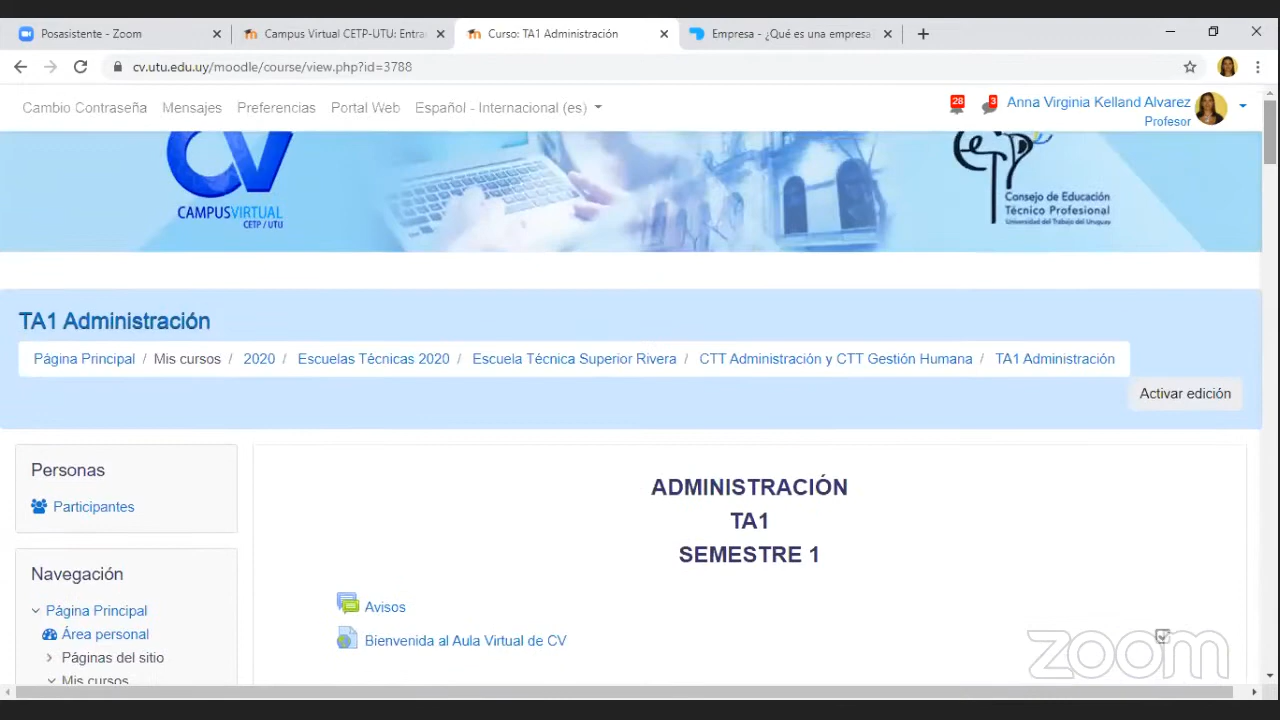 Posasistente - Zoom
Campus Virtual CETP-UTU: Entra
Curso: TA1 Administración
Empresa - ¿Qué es una empresa
cv.utu.edu.uy/moodle/course/view.php?id=3788
Cambio Contraseña Mensajes Preferencias Portal Web Español - Internacional (es)
28 3 Anna Virginia Kelland Alvarez
Profesor
CV
CAMPUSVIRTUAL
CETP / UTU
Consejo de Educación
Técnico Profesional
Universidad del Trabajo del Uruguay
TA1 Administración
Página Principal / Mis cursos / 2020 / Escuelas Técnicas 2020 / Escuela Técnica Superior Rivera / CTT Administración y CTT Gestión Humana / TA1 Administración
Activar edición
Personas
Participantes
Navegación
Página Principal
Área personal
Páginas del sitio
Mis cursos
ADMINISTRACIÓN
TA1
SEMESTRE 1
Avisos
Bienvenida al Aula Virtual de CV
zoom